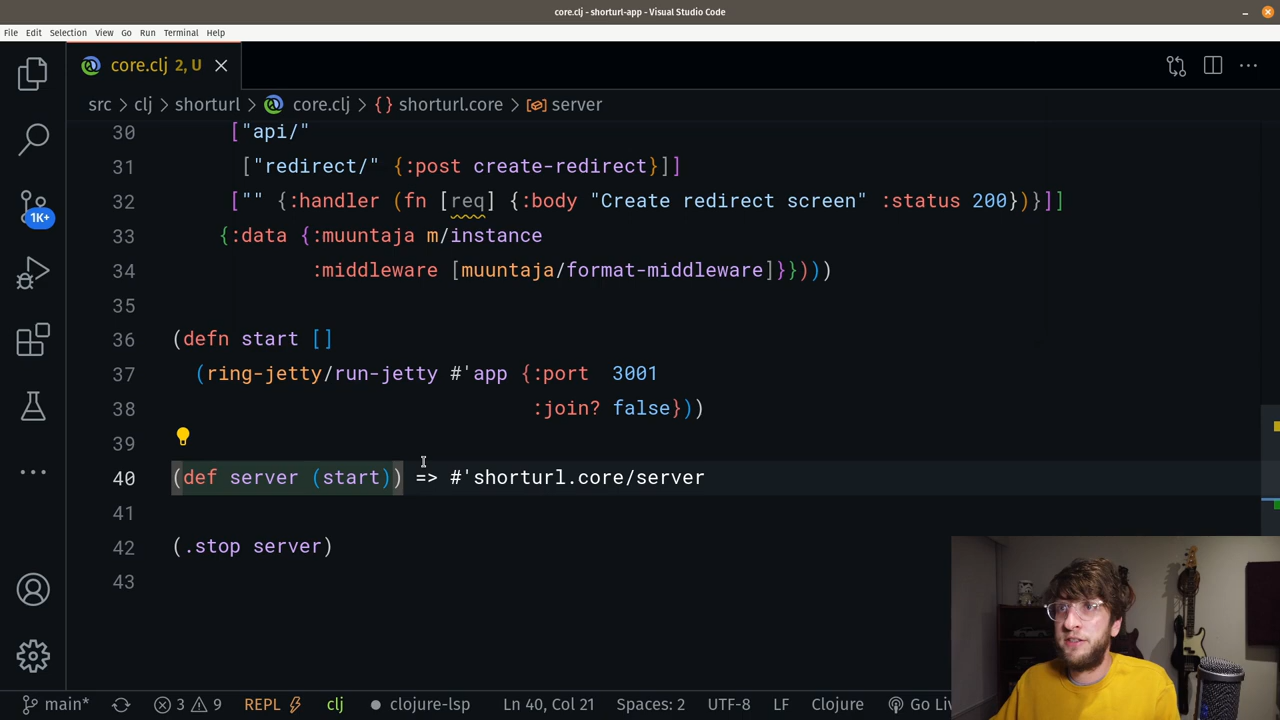 core.clj - shorturl-app - Visual Studio Code
File Edit Selection View Go Run Terminal Help
core.clj 2, U
src > clj > shorturl > core.clj > {} shorturl.core > server
30 ["api/"
31 ["redirect/" {:post create-redirect}]]
32 ["" {:handler (fn [req] {:body "Create redirect screen" :status 200})}]]
33 {:data {:muuntaja m/instance
34 :middleware [muuntaja/format-middleware]}})))
35
36 (defn start []
37 (ring-jetty/run-jetty #'app {:port 3001
38 :join? false}))
39
40 (def server (start)) => #'shorturl.core/server
41
42 (.stop server)
43
1K+
main* 3 9 REPL clj clojure-lsp Ln 40, Col 21 Spaces: 2 UTF-8 LF Clojure Go Liv